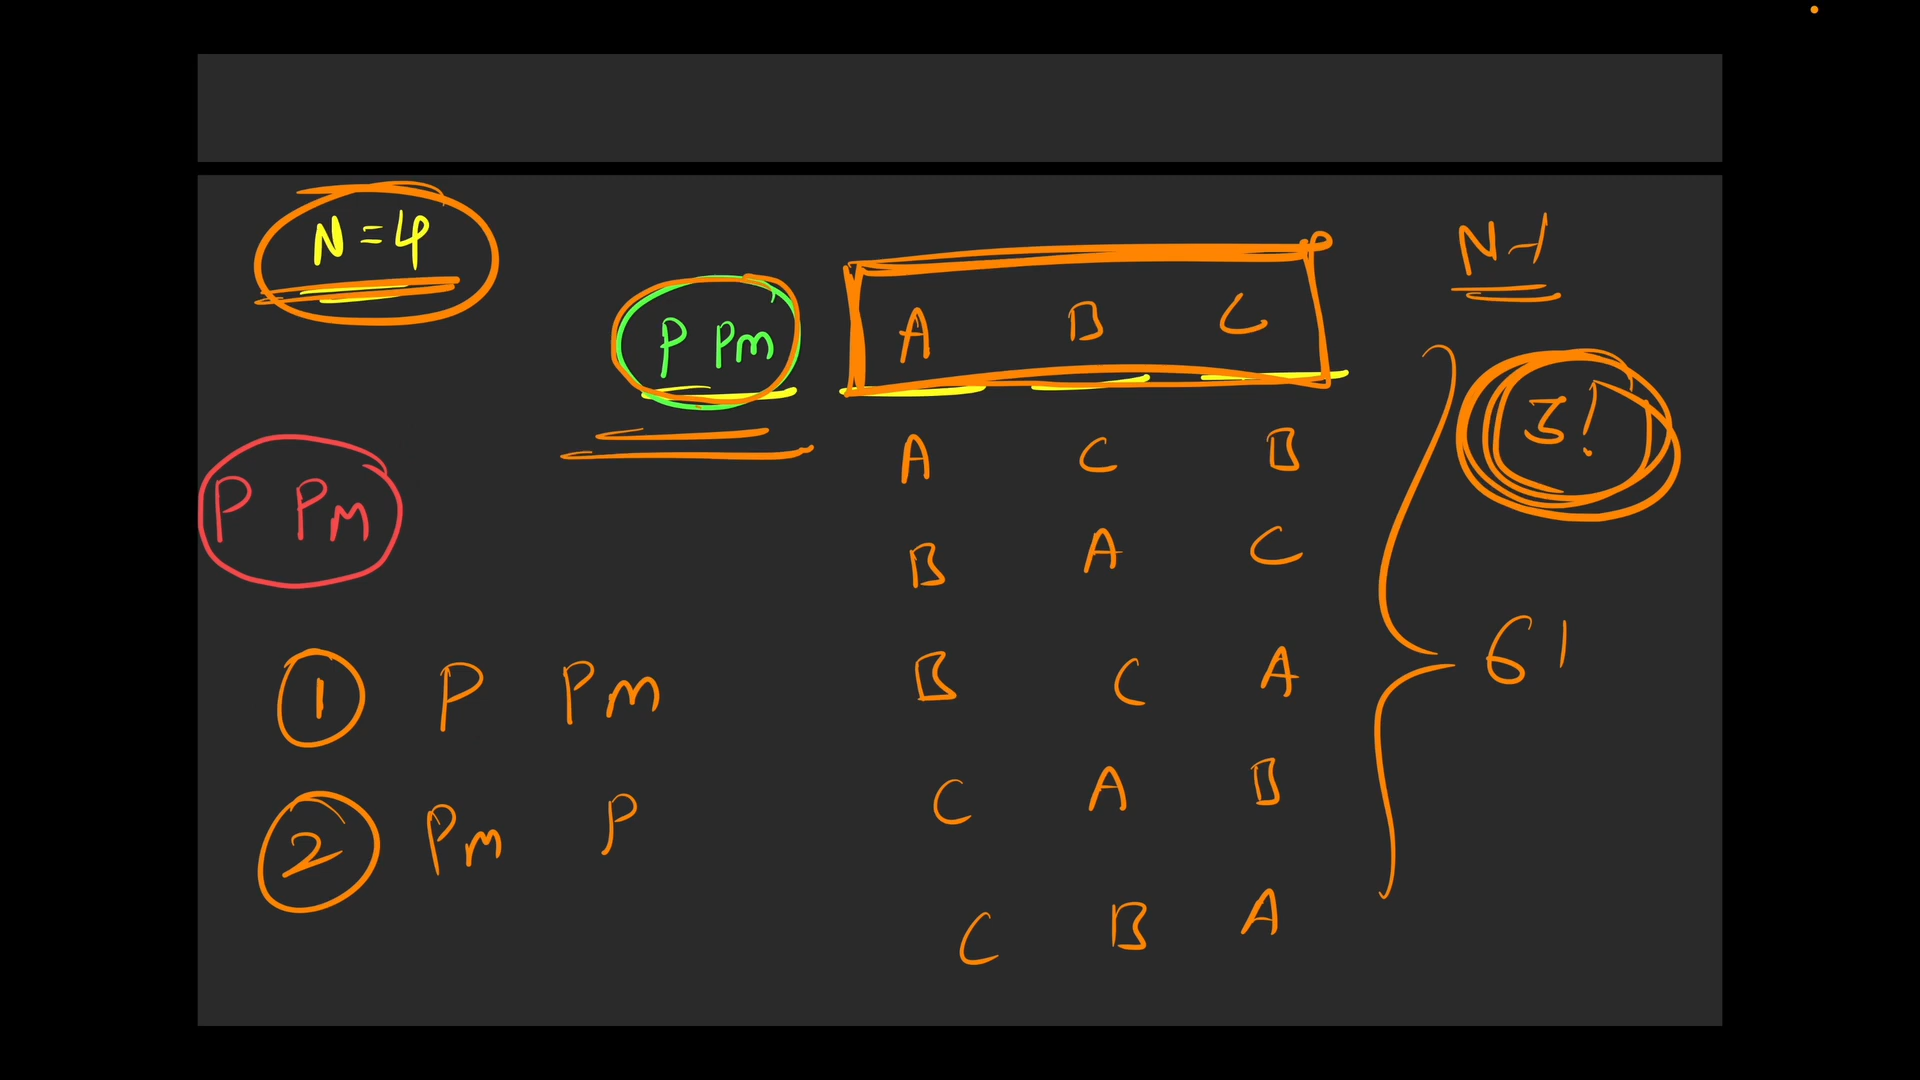 N=4
N-1
P Pm A B C
3!
A C B
P Pm
B A C
6!
1 P Pm B C A
2 Pm P C A B
C B A